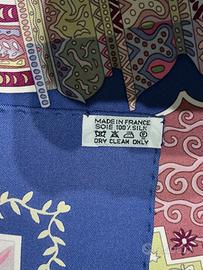 MADE IN FRANCE
SOIE 100% SILK
DRY CLEAN ONLY